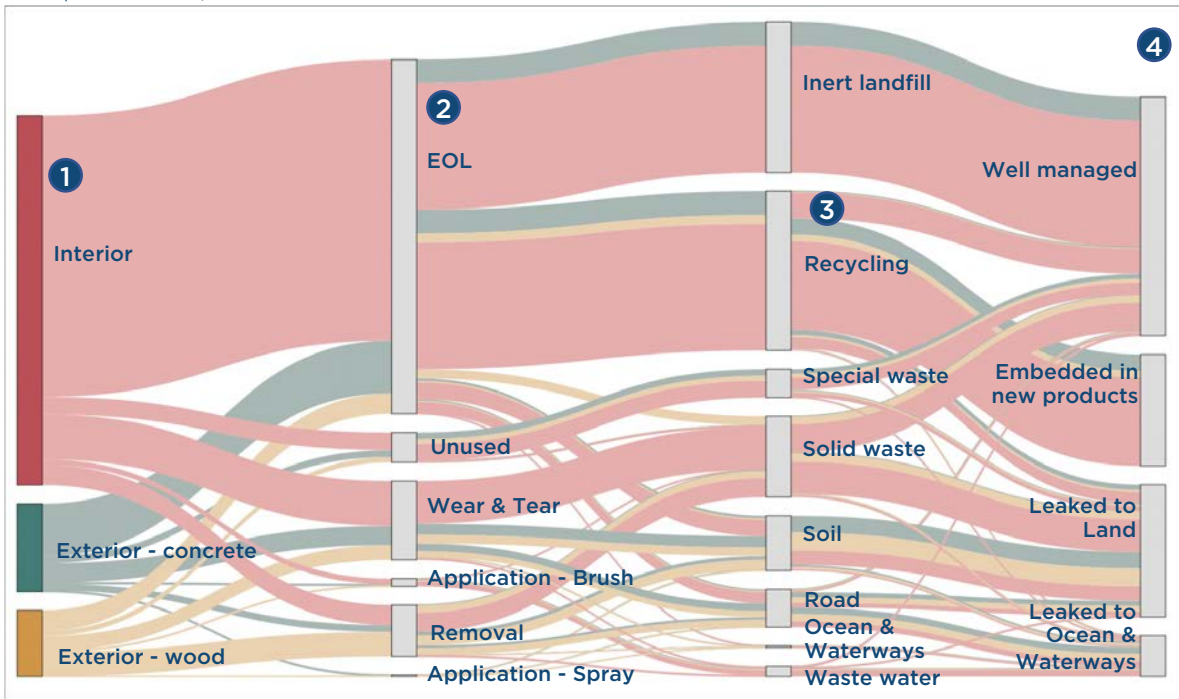 1
Interior
Exterior - concrete
Exterior - wood
2
EOL
Unused
Wear & Tear
Application - Brush
Removal
Application - Spray
Inert landfill
3
Recycling
Special waste
Solid waste
Soil
Road
Ocean &
Waterways
Waste water
4
Well managed
Embedded in
new products
Leaked to
Land
Leaked to
Ocean &
Waterways